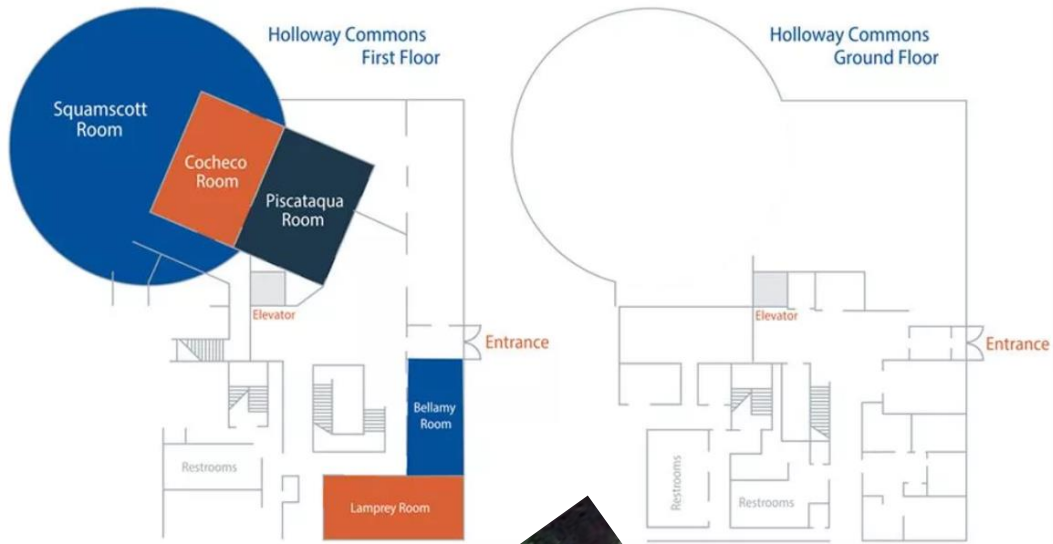 Holloway Commons
First Floor
Squamscott
Room
Cocheco
Room
Piscataqua
Room
Elevator
Entrance
Bellamy
Room
Restrooms
Lamprey Room
Holloway Commons
Ground Floor
Elevator
Entrance
Restrooms
Restrooms